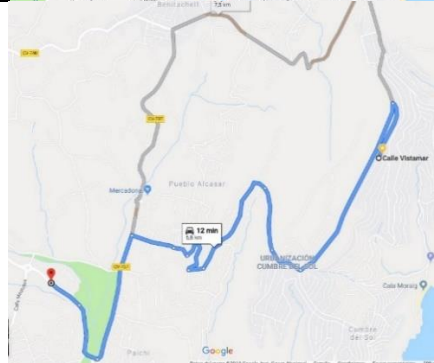 Benitachell
7,5 km
CV-740
CV-737
Mercadona
Pueblo Alcasar
12 min
5,8 km
Calle Vistamar
URBANIZACIÓN
CUMBRE DEL SOL
CV-737
Cala Moraig
Cumbre
del Sol
Google